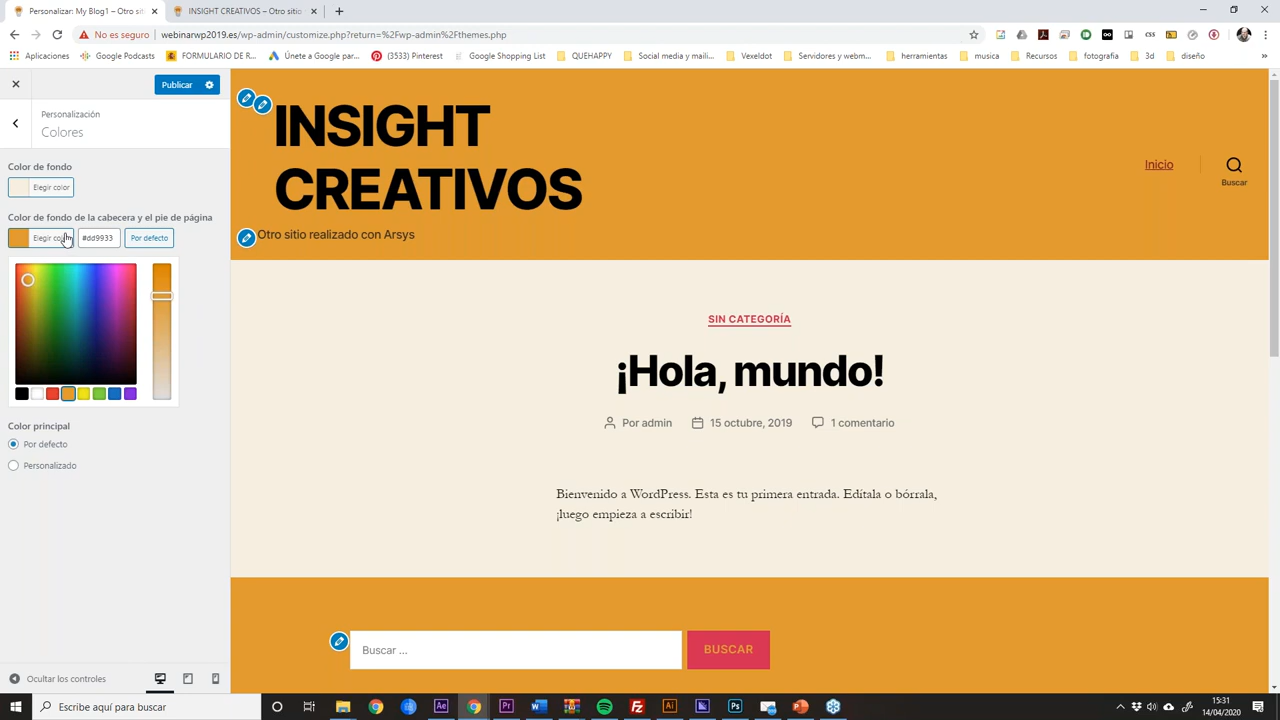 Personalizar: My Blog1 – Otro sitio
INSIGHT CREATIVOS – Otro sitio
No es seguro
webinarwp2019.es/wp-admin/customize.php?return=%2Fwp-admin%2Fthemes.php
Aplicaciones
Google Podcasts
FORMULARIO DE R...
Únete a Google par...
(3533) Pinterest
Google Shopping List
QUEHAPPY
Social media y maili...
Vexeldot
Servidores y webm...
herramientas
musica
Recursos
fotografia
3d
diseño
»
Publicar
Personalización
Colores
Color de fondo
Elegir color
Color de fondo de la cabecera y el pie de página
Elegir color
#dd9933
Por defecto
Color principal
Por defecto
Personalizado
Ocultar los controles
INSIGHT
CREATIVOS
Otro sitio realizado con Arsys
Inicio
Buscar
SIN CATEGORÍA
¡Hola, mundo!
Por admin
15 octubre, 2019
1 comentario
Bienvenido a WordPress. Esta es tu primera entrada. Edítala o bórrala,
¡luego empieza a escribir!
Buscar ...
BUSCAR
Escribe aquí para buscar
15:31
14/04/2020